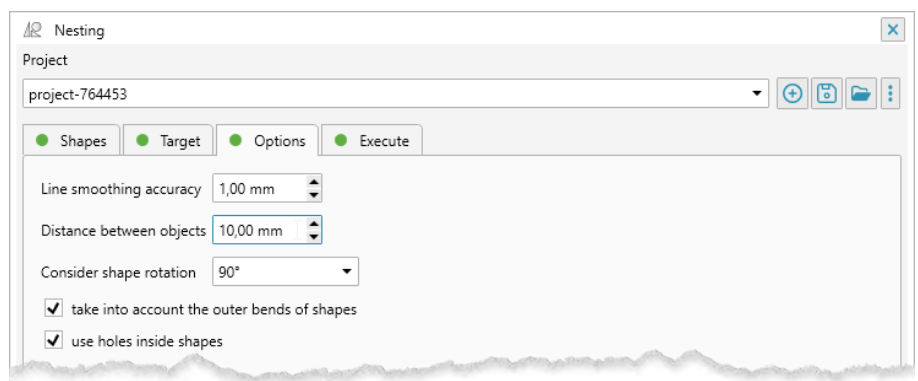 Nesting
Project
project-764453
Shapes Target Options Execute
Line smoothing accuracy 1,00 mm
Distance between objects 10,00 mm
Consider shape rotation 90°
take into account the outer bends of shapes
use holes inside shapes